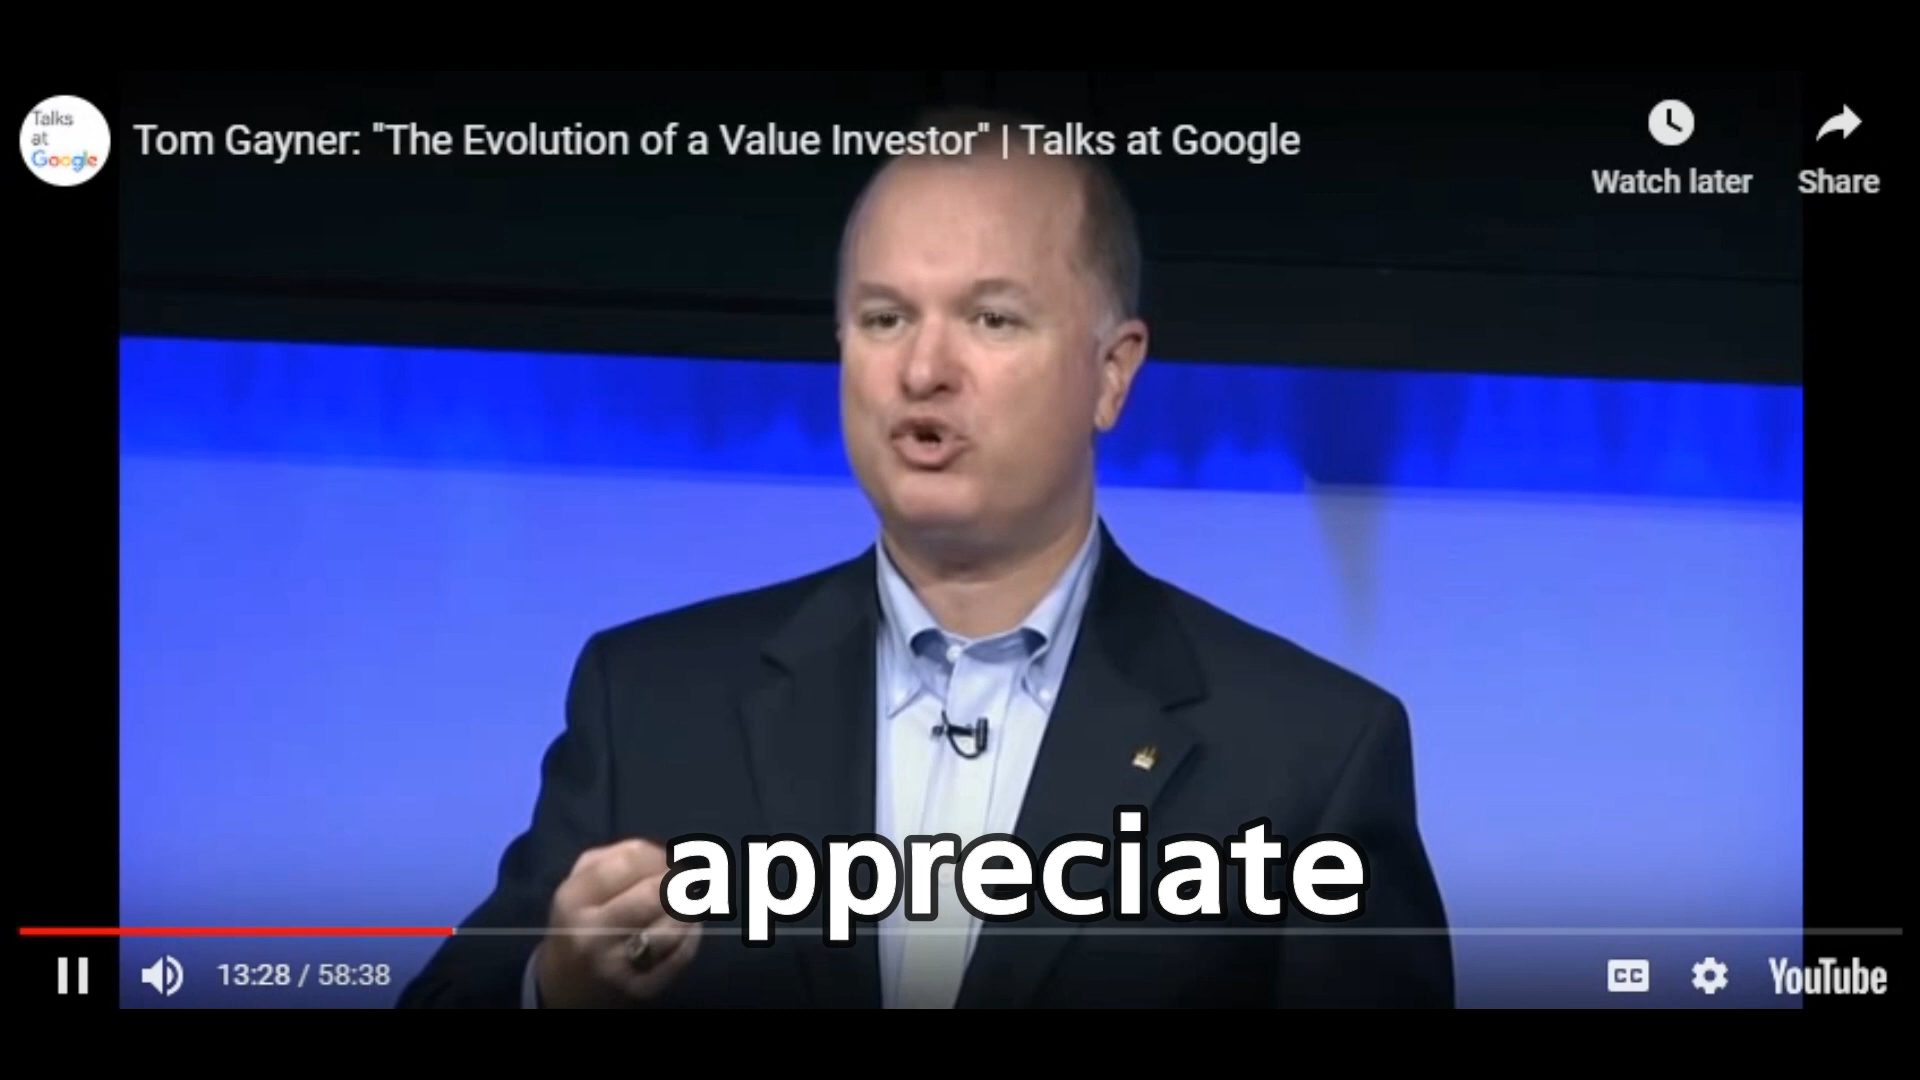 Talks
at
Google
Tom Gayner: "The Evolution of a Value Investor" | Talks at Google
Watch later
Share
appreciate
13:28 / 58:38
CC
YouTube